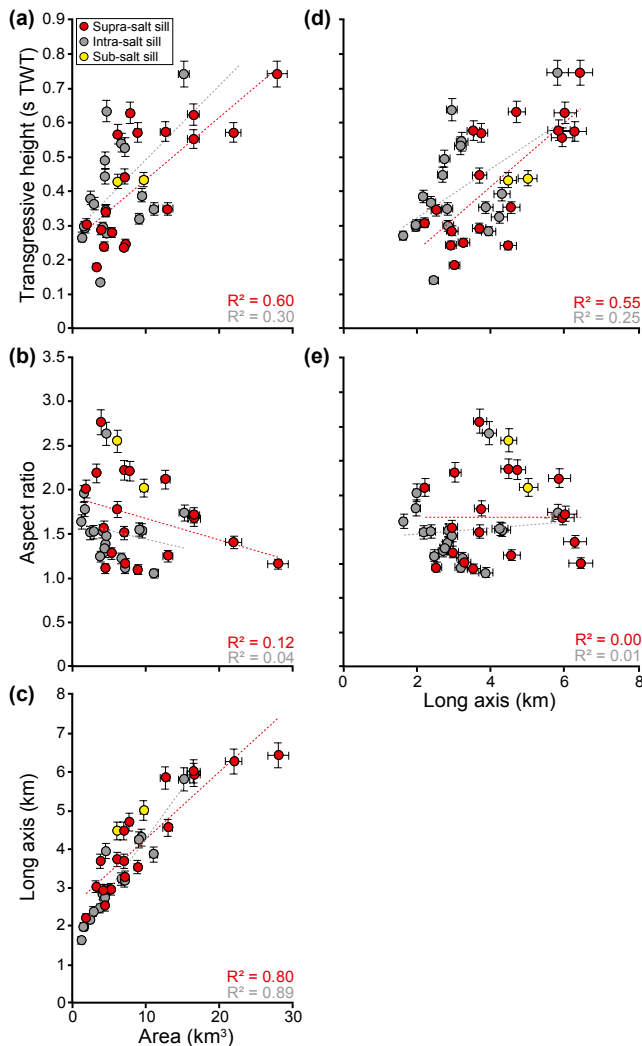 (a)
Supra-salt sill
Intra-salt sill
Sub-salt sill
0.9
0.8
0.7
0.6
0.5
0.4
0.3
0.2
0.1
0
Transgressive height (s TWT)
R² = 0.60
R² = 0.30
(d)
R² = 0.55
R² = 0.25
(b)
3.5
3.0
2.5
2.0
1.5
1.0
0.5
0
Aspect ratio
R² = 0.12
R² = 0.04
(e)
R² = 0.00
R² = 0.01
0
2
4
6
8
Long axis (km)
(c)
8
7
6
5
4
3
2
1
0
Long axis (km)
R² = 0.80
R² = 0.89
0
10
20
30
Area (km³)